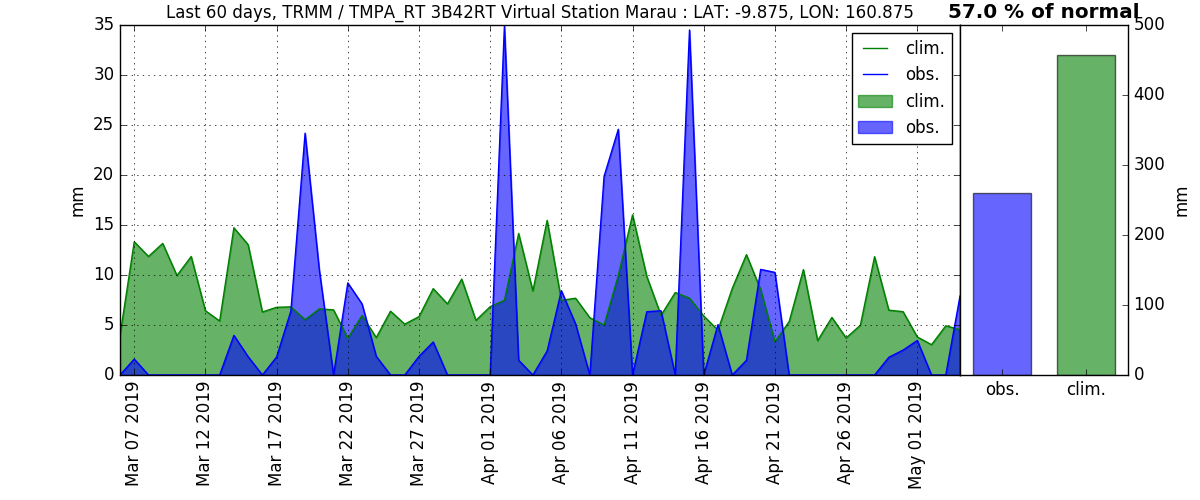 Last 60 days, TRMM / TMPA_RT 3B42RT Virtual Station Marau : LAT: -9.875, LON: 160.875
57.0 % of normal
35
30
25
20
15
10
5
0
mm
clim.
obs.
clim.
obs.
500
400
300
200
100
0
mm
Mar 07 2019
Mar 12 2019
Mar 17 2019
Mar 22 2019
Mar 27 2019
Apr 01 2019
Apr 06 2019
Apr 11 2019
Apr 16 2019
Apr 21 2019
Apr 26 2019
May 01 2019
obs.
clim.